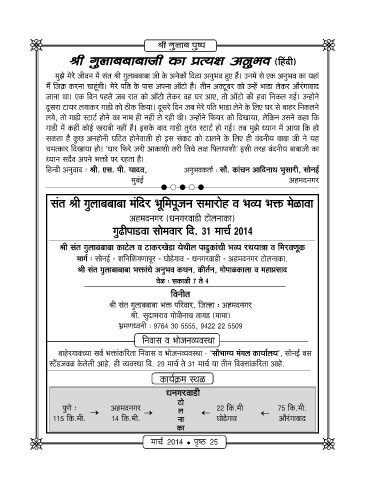 श्री गुलाब पुष्प
श्री गुलाबबाबाजी का प्रत्यक्ष अनुभव (हिंदी)
मुझे मेरे जीवन में संत श्री गुलाबबाबा जी के अनेको दिव्य अनुभव हुए हैं। उनमे से एक अनुभव का यहां
मैं जिक्र करना चाहूंगी। मेरे पति के पास अपना ऑटो है। तीन अक्टूबर को उन्हें भाडा लेकर औरंगाबाद
जाना था। एक दिन पहले जब रात को ऑटो लेकर वह घर आए, तो ऑटो की हवा निकल गई। उन्होंने
दूसरा टायर लगाकर गाडी को ठीक किया। दूसरे दिन जब मेरे पति भाडा लेने के लिए घर से बाहर निकलने
लगे, तो गाडी स्टार्ट होने का नाम ही नहीं ले रही थी। उन्होंने फियर को दिखाया, लेकिन उसने कहा कि
गाडी में कहीं कोई खराबी नहीं है। इसके बाद गाडी तुरंत स्टार्ट हो गई। तब मुझे ध्यान में आया कि हो
सकता है कुछ अनहोनी घटित होनेवाली हो इस संकट को टालने के लिए ही वंदनीय बाबा जी ने यह
चमत्कार दिखाया हो। 'घार फिरे जरी आकाशी तरी तिचे लक्ष पिलापाशी' इसी तरह वंदनीय बाबाजी का
ध्यान सदैव अपने भक्तों पर रहता है।
हिन्दी अनुवाद : श्री. एस. पी. यादव, अनुभवकर्ता : सौ. कांचन आदिनाथ भुसारी, सोनई
मुंबई अहमदनगर
संत श्री गुलाबबाबा मंदिर भूमिपूजन समारोह व भव्य भक्त मेळावा
अहमदनगर (धनगरवाडी टोलनाका)
गुढीपाडवा सोमवार दि. 31 मार्च 2014
श्री संत गुलाबबाबा काटेल व टाकरखेडा येथील पादुकांची भव्य रथयात्रा व मिरवणूक
मार्ग : सोनई - शनिशिंगणापूर - घोडेगाव - धनगरवाडी - अहमदनगर टोलनाका.
श्री संत गुलाबबाबा भक्तांचे अनुभव कथन, कीर्तन, गोपाळकाला व महाप्रसाद
वेळ : सकाळी 7 ते 4
विनीत
श्री संत गुलाबबाबा भक्त परिवार, जिल्हा : अहमदनगर
श्री. सुदामराव गोपीनाथ तागड (मामा)
भ्रमणध्वनी : 9764 30 5555, 9422 22 5509
निवास व भोजनव्यवस्था
बाहेरगावच्या सर्व भक्तांकरिता निवास व भोजनव्यवस्था - 'सौभाग्य मंगल कार्यालय', सोनई बस
स्टँडजवळ केलेली आहे. ही व्यवस्था दि. 29 मार्च ते 31 मार्च या तीन दिवसांकरिता आहे.
कार्यक्रम स्थळ
धनगरवाडी
टो
ल
ना
का
पुणे : → अहमदनगर → ← 22 कि.मी ← 75 कि.मी.
115 कि.मी. 14 कि.मी. घोडेगाव औरंगाबाद
मार्च 2014 • पृष्ठ 25